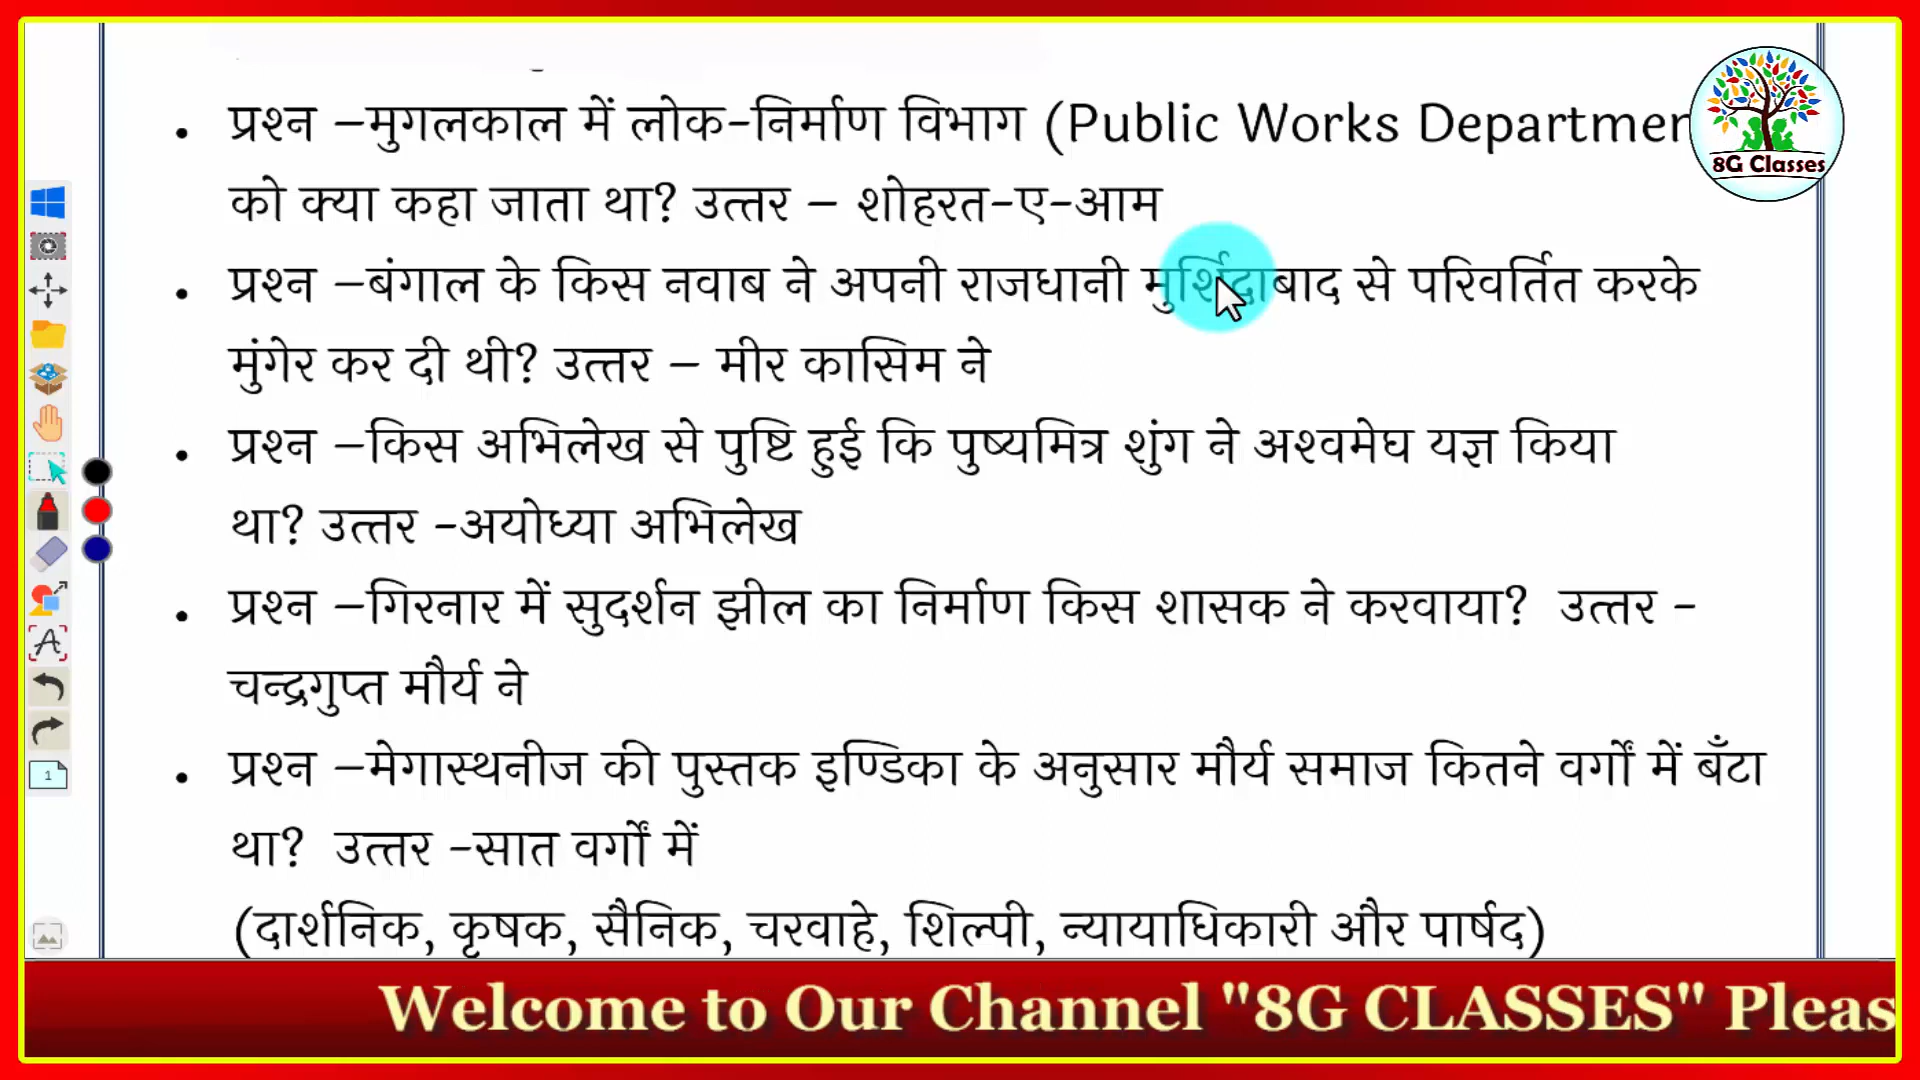 प्रश्न –मुगलकाल में लोक-निर्माण विभाग (Public Works Departmen
8G Classes
को क्या कहा जाता था? उत्तर – शोहरत-ए-आम
प्रश्न –बंगाल के किस नवाब ने अपनी राजधानी मुर्शिदाबाद से परिवर्तित करके
मुंगेर कर दी थी? उत्तर – मीर कासिम ने
प्रश्न –किस अभिलेख से पुष्टि हुई कि पुष्यमित्र शुंग ने अश्वमेघ यज्ञ किया
था? उत्तर -अयोध्या अभिलेख
प्रश्न –गिरनार में सुदर्शन झील का निर्माण किस शासक ने करवाया? उत्तर -
चन्द्रगुप्त मौर्य ने
प्रश्न –मेगास्थनीज की पुस्तक इण्डिका के अनुसार मौर्य समाज कितने वर्गों में बँटा
था? उत्तर -सात वर्गों में
(दार्शनिक, कृषक, सैनिक, चरवाहे, शिल्पी, न्यायाधिकारी और पार्षद)
1
Welcome to Our Channel "8G CLASSES" Pleas